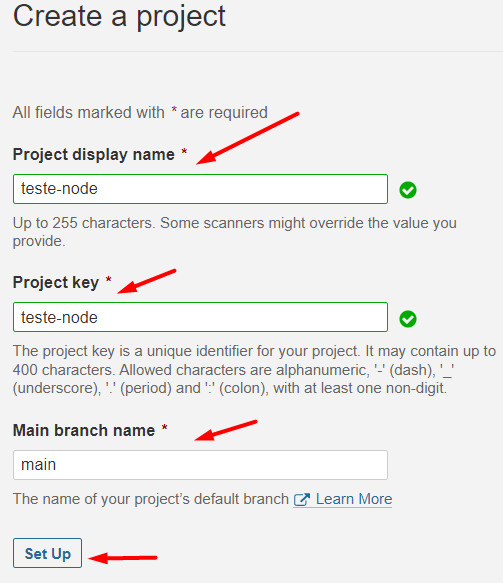 Create a project
All fields marked with * are required
Project display name *
teste-node
Up to 255 characters. Some scanners might override the value you
provide.
Project key *
teste-node
The project key is a unique identifier for your project. It may contain up to
400 characters. Allowed characters are alphanumeric, '-' (dash), '_'
(underscore), '.' (period) and ':' (colon), with at least one non-digit.
Main branch name *
main
The name of your project's default branch Learn More
Set Up